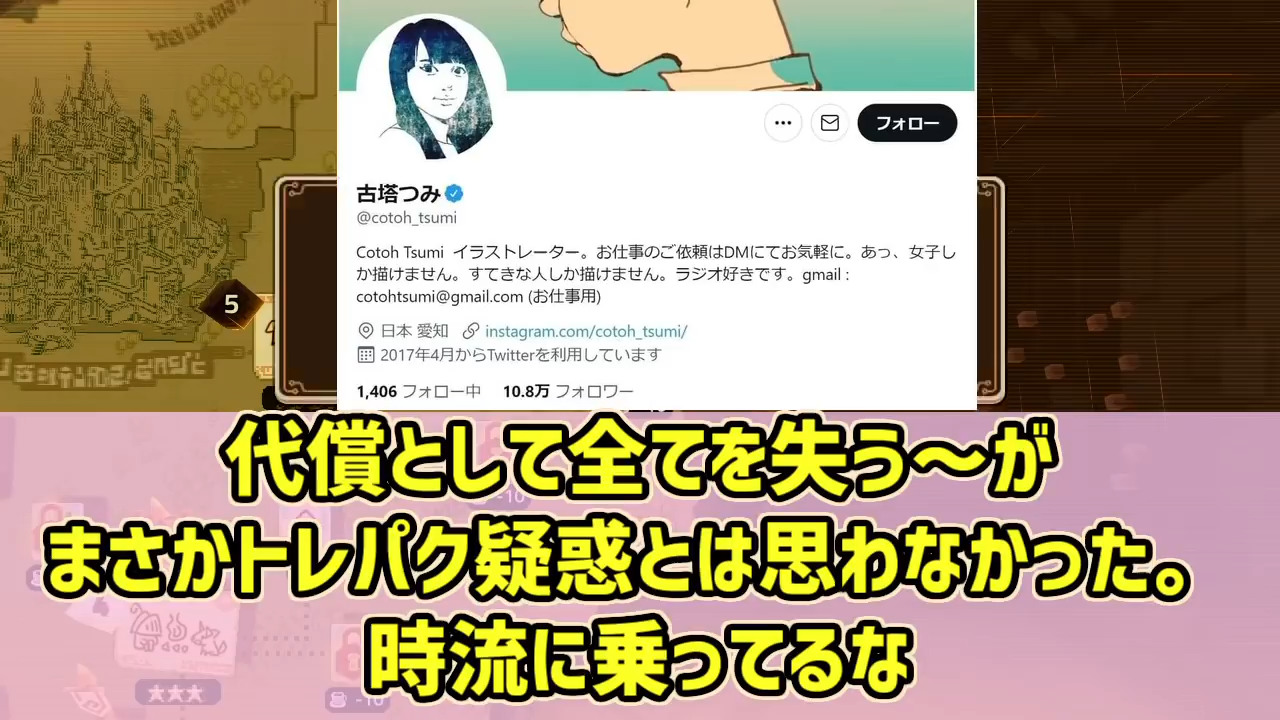 フォロー
古塔つみ
@cotoh_tsumi
Cotoh Tsumi イラストレーター。お仕事のご依頼はDMにてお気軽に。あっ、女子し
か描けません。すてきな人しか描けません。ラジオ好きです。gmail :
cotohtsumi@gmail.com (お仕事用)
日本 愛知 instagram.com/cotoh_tsumi/
2017年4月からTwitterを利用しています
1,406 フォロー中 10.8万 フォロワー
5
代償として全てを失う～が
まさかトレパク疑惑とは思わなかった。
時流に乗ってるな
-10
-10